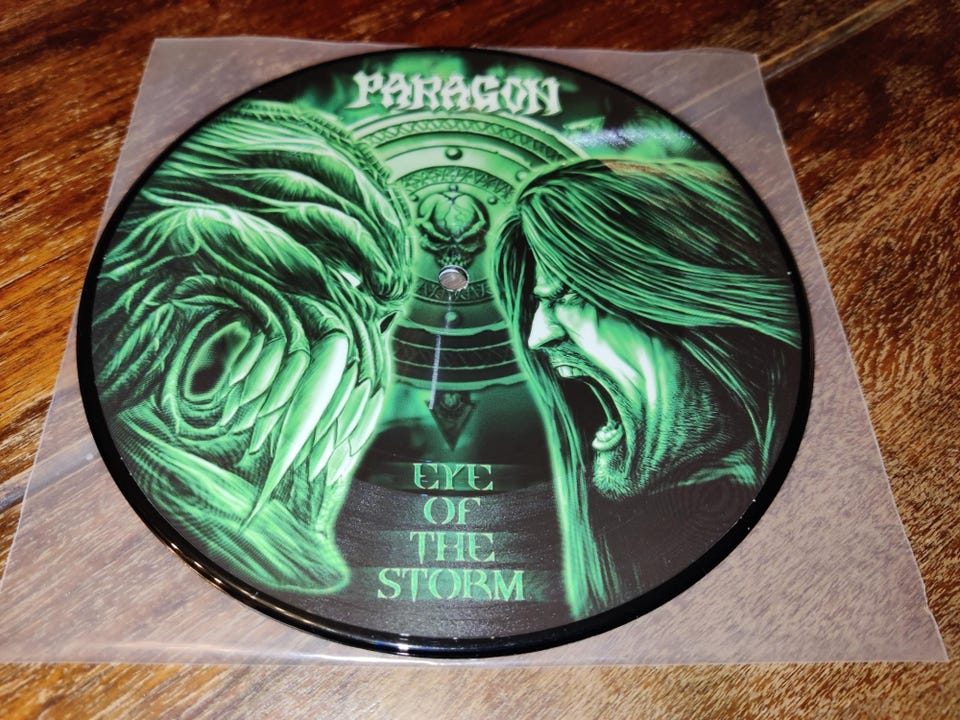 PARAGON
EYE
OF
THE
STORM